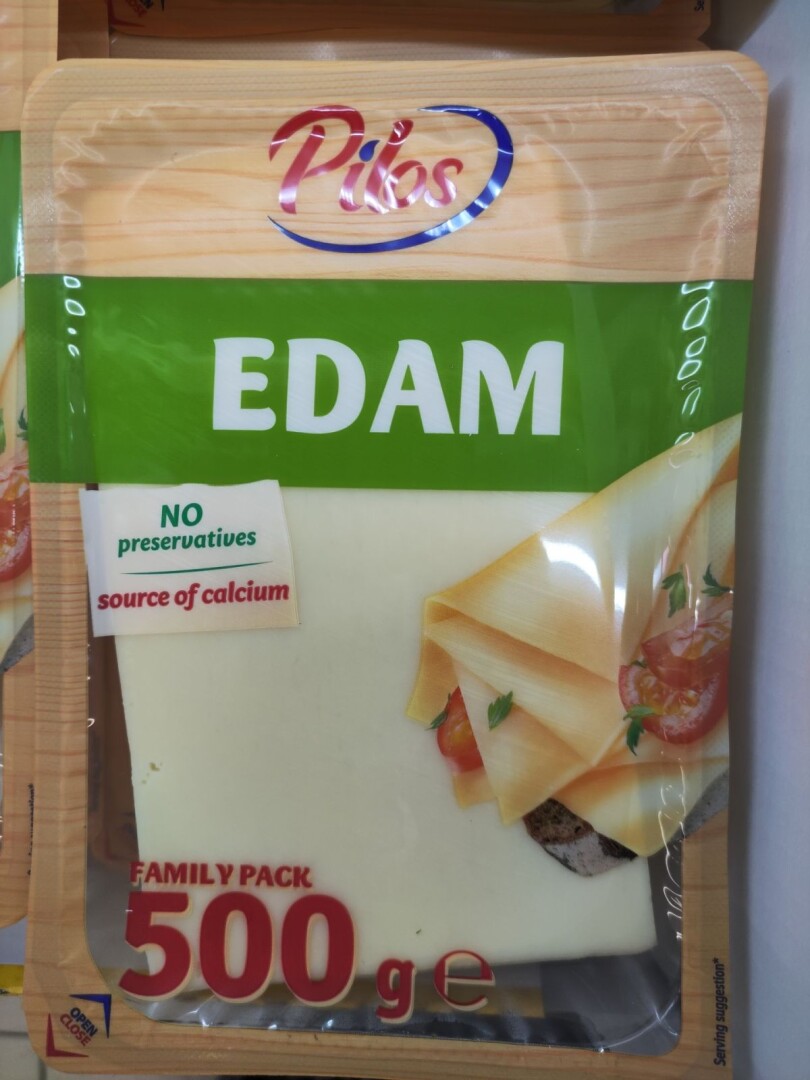 Pilos
EDAM
NO
preservatives
source of calcium
FAMILY PACK
500 g ℮
OPEN
CLOSE
Serving suggestion*